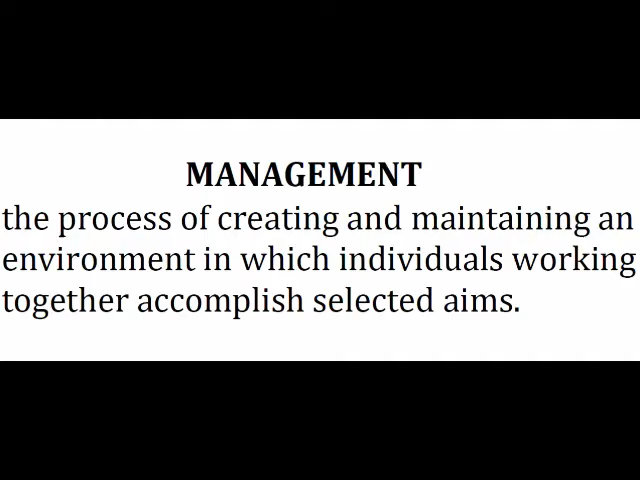 MANAGEMENT
the process of creating and maintaining an
environment in which individuals working
together accomplish selected aims.